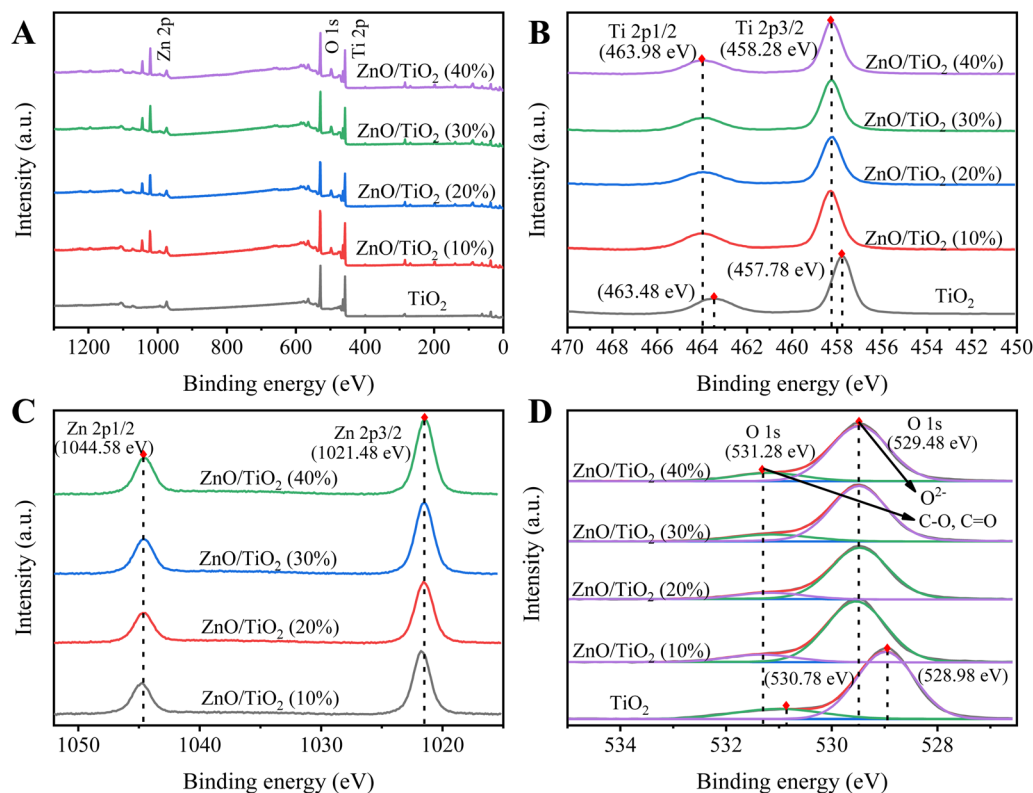 A
Zn 2p
O 1s
Ti 2p
ZnO/TiO₂ (40%)
ZnO/TiO₂ (30%)
ZnO/TiO₂ (20%)
ZnO/TiO₂ (10%)
TiO₂
Intensity (a.u.)
1200 1000 800 600 400 200 0
Binding energy (eV)
B
Ti 2p1/2
(463.98 eV)
Ti 2p3/2
(458.28 eV)
ZnO/TiO₂ (40%)
ZnO/TiO₂ (30%)
ZnO/TiO₂ (20%)
ZnO/TiO₂ (10%)
(463.48 eV)
(457.78 eV)
TiO₂
Intensity (a.u.)
470 468 466 464 462 460 458 456 454 452 450
Binding energy (eV)
C
Zn 2p1/2
(1044.58 eV)
Zn 2p3/2
(1021.48 eV)
ZnO/TiO₂ (40%)
ZnO/TiO₂ (30%)
ZnO/TiO₂ (20%)
ZnO/TiO₂ (10%)
Intensity (a.u.)
1050 1040 1030 1020
Binding energy (eV)
D
O 1s
(531.28 eV)
O 1s
(529.48 eV)
ZnO/TiO₂ (40%)
O²⁻
C-O, C=O
ZnO/TiO₂ (30%)
ZnO/TiO₂ (20%)
ZnO/TiO₂ (10%)
(530.78 eV)
(528.98 eV)
TiO₂
Intensity (a.u.)
534 532 530 528
Binding energy (eV)